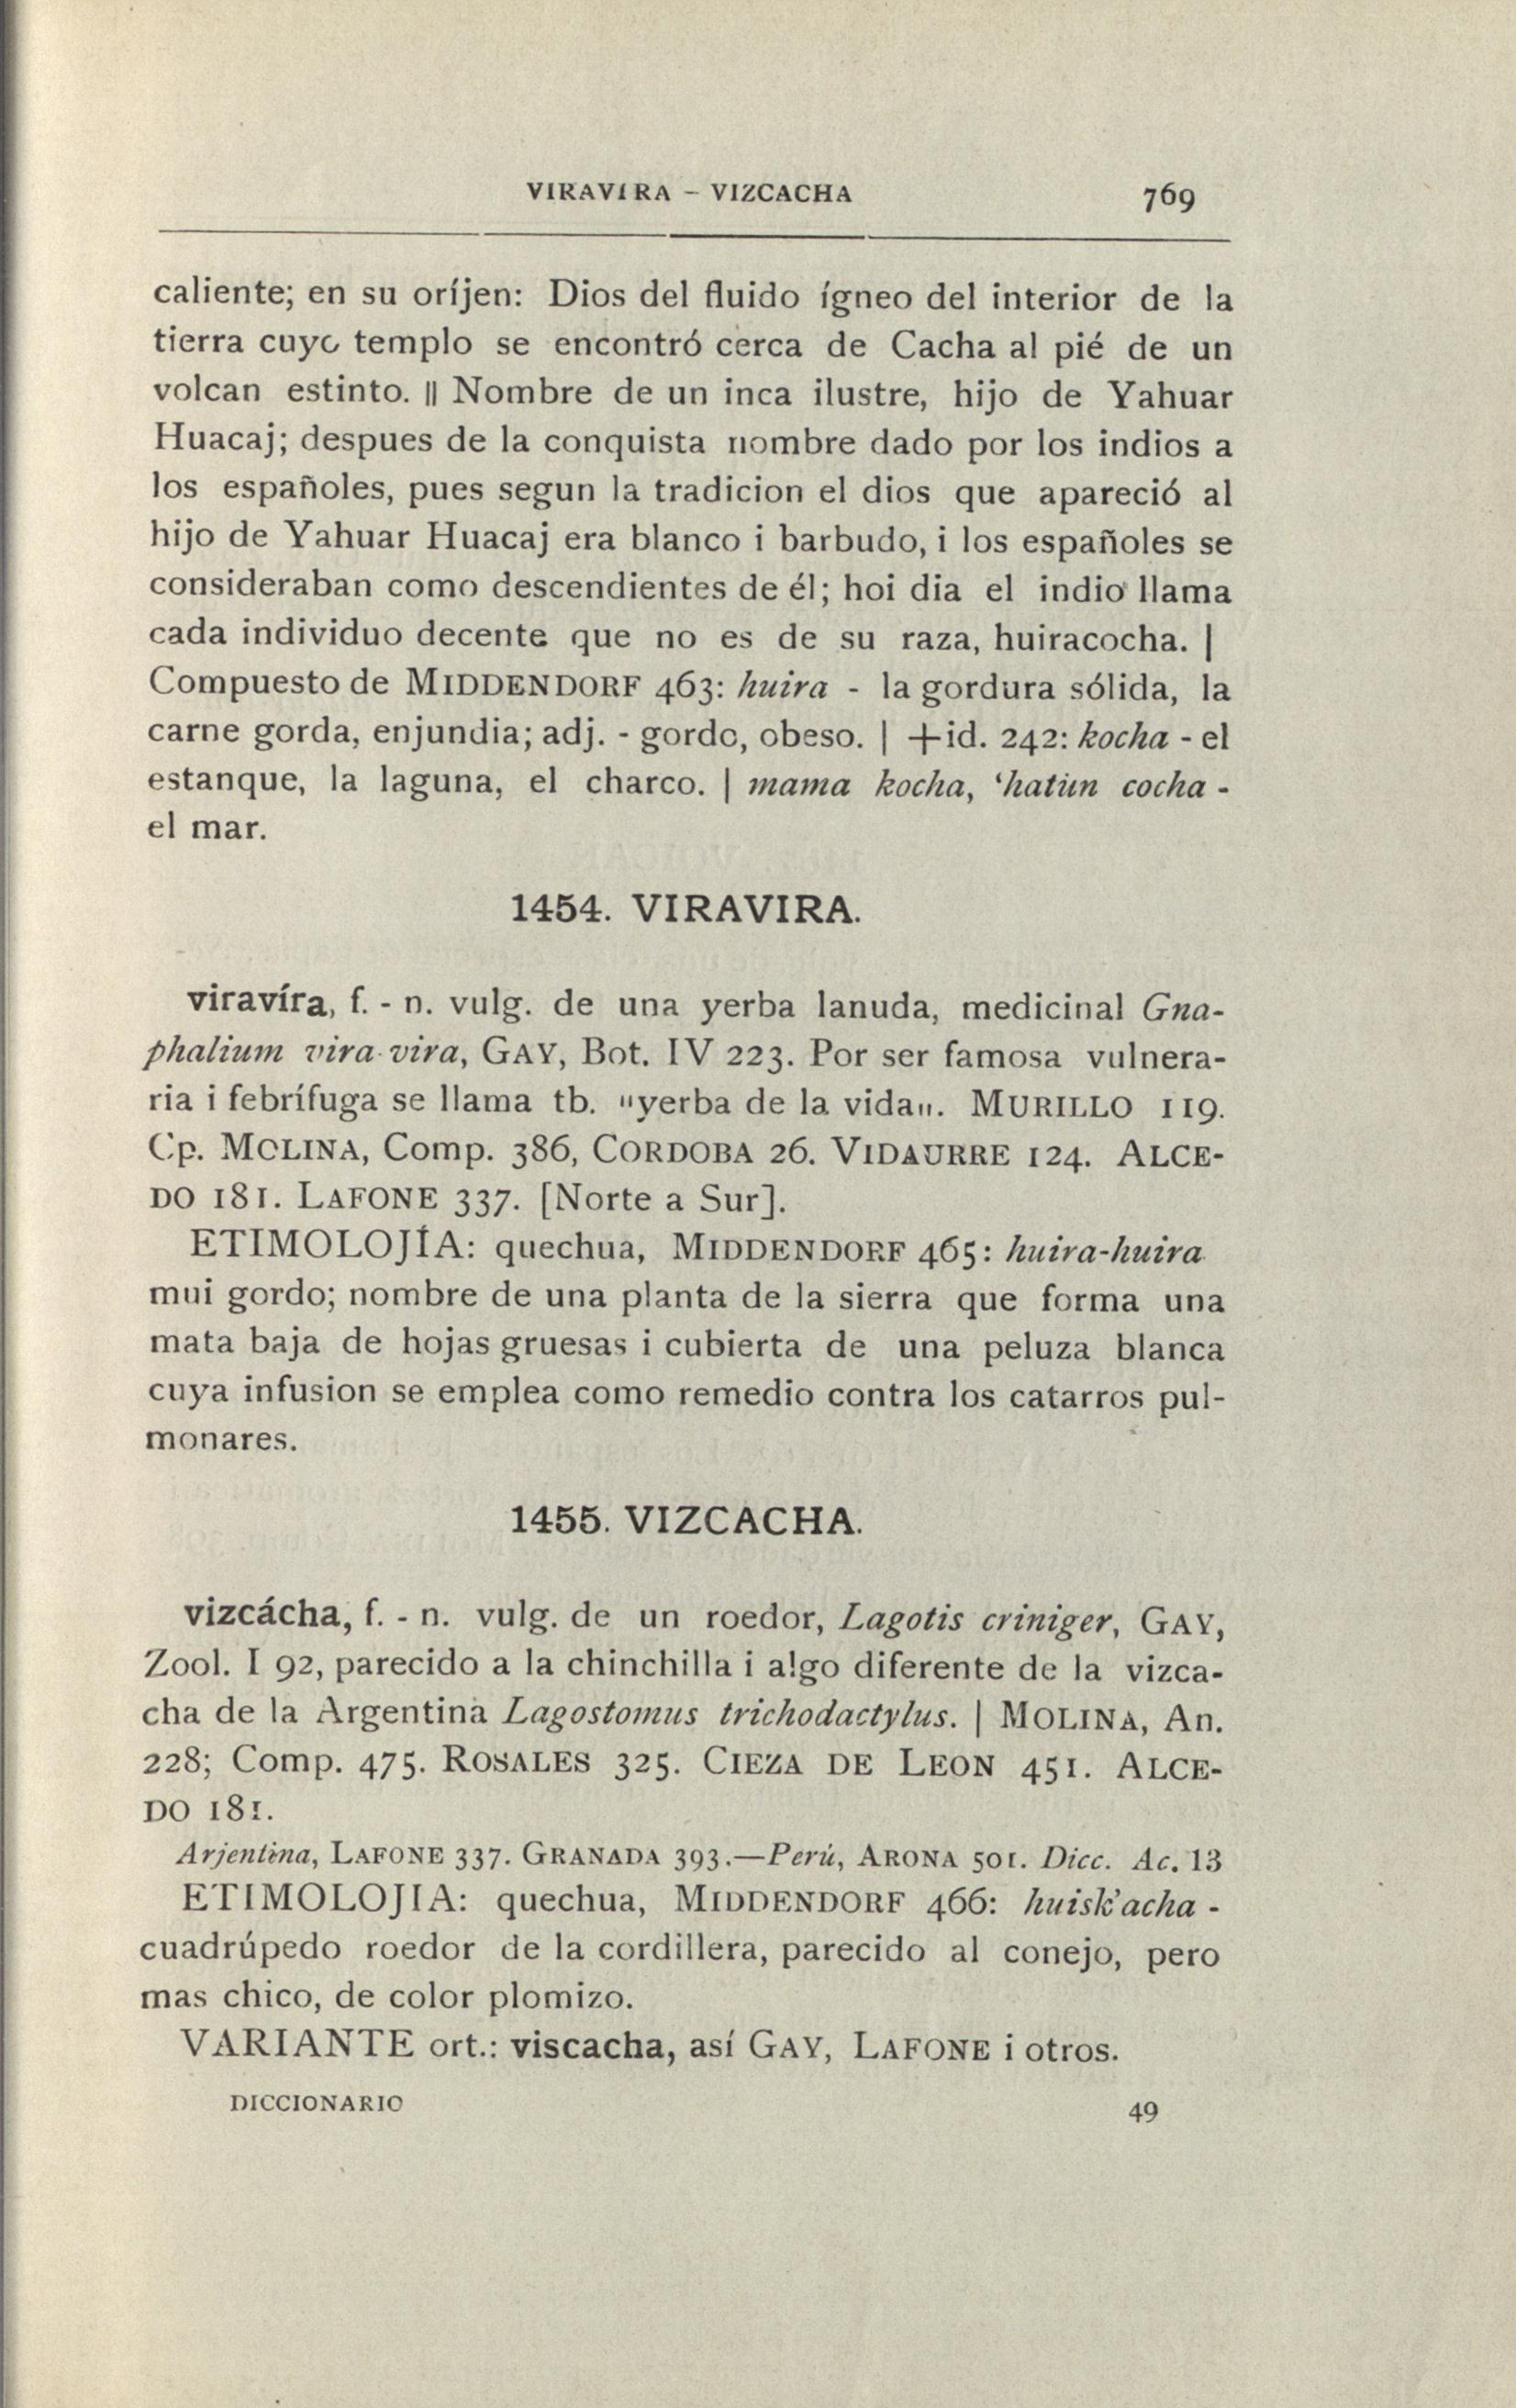 VIRAVIRA – VIZCACHA 769
caliente; en su oríjen: Dios del fluido ígneo del interior de la
tierra cuyo templo se encontró cerca de Cacha al pié de un
volcan estinto. || Nombre de un inca ilustre, hijo de Yahuar
Huacaj; despues de la conquista nombre dado por los indios a
los españoles, pues segun la tradicion el dios que apareció al
hijo de Yahuar Huacaj era blanco i barbudo, i los españoles se
consideraban como descendientes de él; hoi dia el indio llama
cada individuo decente que no es de su raza, huiracocha. |
Compuesto de MIDDENDORF 463: huira - la gordura sólida, la
carne gorda, enjundia; adj. - gordo, obeso. | +id. 242: kocha - el
estanque, la laguna, el charco. | mama kocha, ‘hatun cocha -
el mar.
1454. VIRAVIRA.
viravíra, f. - n. vulg. de una yerba lanuda, medicinal Gna-
phalium vira-vira, GAY, Bot. IV 223. Por ser famosa vulnera-
ria i febrífuga se llama tb. "yerba de la vida". MURILLO 119.
Cp. MOLINA, Comp. 386, CORDOBA 26. VIDAURRE 124. ALCE-
DO 181. LAFONE 337. [Norte a Sur].
ETIMOLOJÍA: quechua, MIDDENDORF 465: huira-huira
mui gordo; nombre de una planta de la sierra que forma una
mata baja de hojas gruesas i cubierta de una peluza blanca
cuya infusion se emplea como remedio contra los catarros pul-
monares.
1455. VIZCACHA.
vizcácha, f. - n. vulg. de un roedor, Lagotis criniger, GAY,
Zool. I 92, parecido a la chinchilla i algo diferente de la vizca-
cha de la Argentina Lagostomus trichodactylus. | MOLINA, An.
228; Comp. 475. ROSALES 325. CIEZA DE LEON 451. ALCE-
DO 181.
Arjentina, LAFONE 337. GRANADA 393.—Perú, ARONA 501. Dicc. Ac. 13
ETIMOLOJIA: quechua, MIDDENDORF 466: huisk'acha -
cuadrúpedo roedor de la cordillera, parecido al conejo, pero
mas chico, de color plomizo.
VARIANTE ort.: viscacha, así GAY, LAFONE i otros.
DICCIONARIO 49